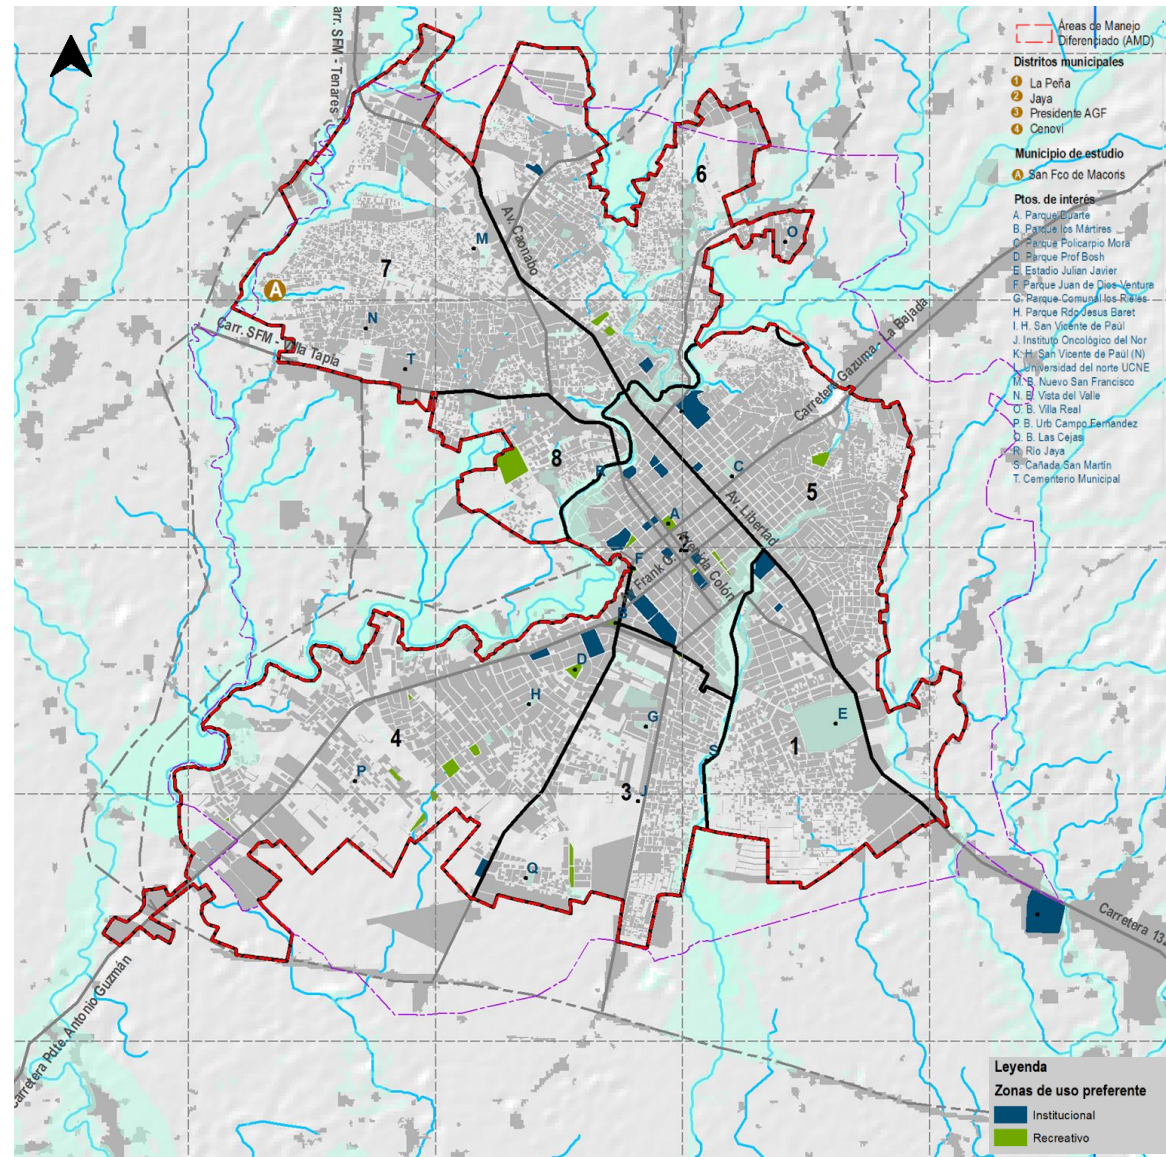 Carr. SFM - Tenares
Áreas de Manejo
Diferenciado (AMD)
Distritos municipales
1 La Peña
2 Jaya
3 Presidente AGF
4 Cenoví
Municipio de estudio
A San Fco de Macoris
Ptos. de interés
A. Parque Duarte
B. Parque los Mártires
C. Parque Policarpio Mora
D. Parque Prof Bosh
E. Estadio Julian Javier
F. Parque Juan de Dios Ventura
G. Parque Comunal los Rieles
H. Parque Rdo Jesus Baret
I. H. San Vicente de Paúl
J. Instituto Oncológico del Nor
K. H. San Vicente de Paúl (N)
L. Universidad del norte UCNE
M. B. Nuevo San Francisco
N. B. Vista del Valle
O. B. Villa Real
P. B. Urb Campo Fernandez
Q. B. Las Cejas
R. Río Jaya
S. Cañada San Martín
T. Cementerio Municipal
6
Av. Caonabo
M
O
7
A
N
Carr. SFM - Villa Tapia
T
Carretera Gazuma - La Bajada
8
R
C
5
Av. Libertad
A
2
Avenida Colón
F
Frank G.
B
D
H
G
E
4
S
1
P
3
J
Q
Carretera 13
Carretera Pdte. Antonio Guzmán
Leyenda
Zonas de uso preferente
Institucional
Recreativo